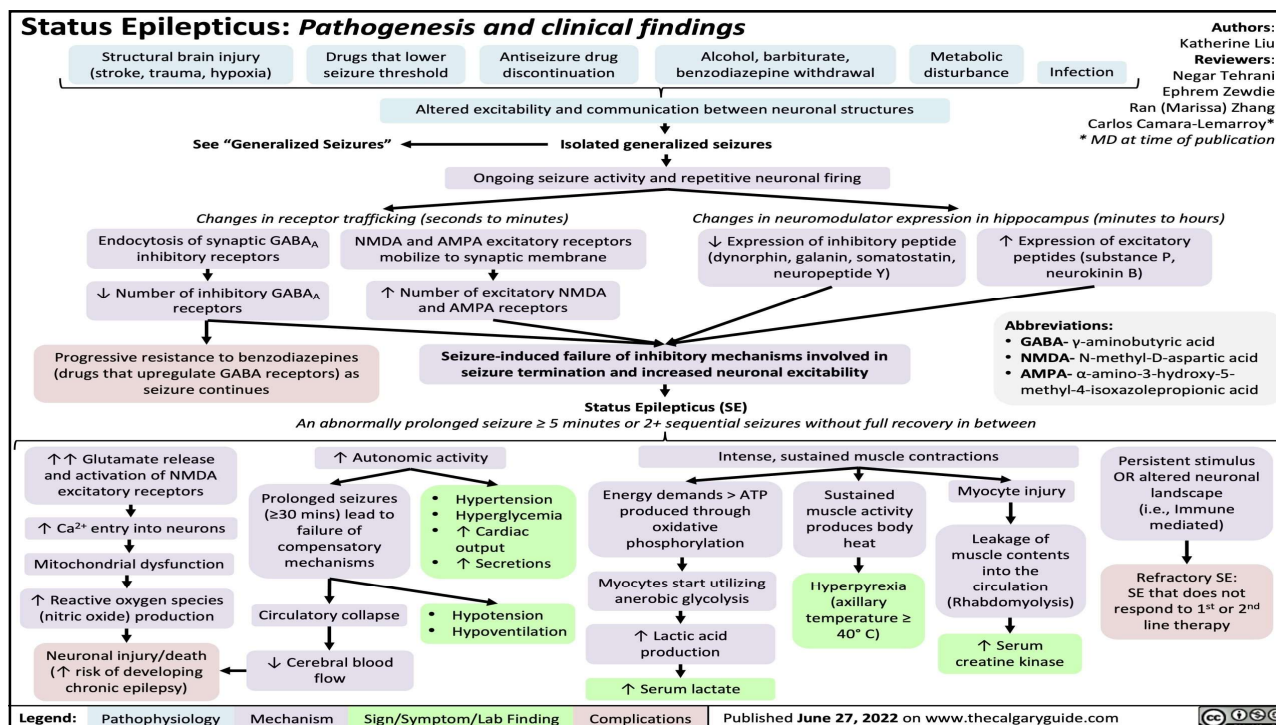 Status Epilepticus: Pathogenesis and clinical findings
Authors:
Katherine Liu
Reviewers:
Negar Tehrani
Ephrem Zewdie
Ran (Marissa) Zhang
Carlos Camara-Lemarroy*
* MD at time of publication
Structural brain injury
(stroke, trauma, hypoxia)
Drugs that lower
seizure threshold
Antiseizure drug
discontinuation
Alcohol, barbiturate,
benzodiazepine withdrawal
Metabolic
disturbance
Infection
Altered excitability and communication between neuronal structures
See “Generalized Seizures”
Isolated generalized seizures
Ongoing seizure activity and repetitive neuronal firing
Changes in receptor trafficking (seconds to minutes)
Changes in neuromodulator expression in hippocampus (minutes to hours)
Endocytosis of synaptic GABAA
inhibitory receptors
↓ Number of inhibitory GABAA
receptors
NMDA and AMPA excitatory receptors
mobilize to synaptic membrane
↑ Number of excitatory NMDA
and AMPA receptors
↓ Expression of inhibitory peptide
(dynorphin, galanin, somatostatin,
neuropeptide Y)
↑ Expression of excitatory
peptides (substance P,
neurokinin B)
Progressive resistance to benzodiazepines
(drugs that upregulate GABA receptors) as
seizure continues
Seizure-induced failure of inhibitory mechanisms involved in
seizure termination and increased neuronal excitability
Abbreviations:
• GABA- γ-aminobutyric acid
• NMDA- N-methyl-D-aspartic acid
• AMPA- α-amino-3-hydroxy-5-
methyl-4-isoxazolepropionic acid
Status Epilepticus (SE)
An abnormally prolonged seizure ≥ 5 minutes or 2+ sequential seizures without full recovery in between
↑↑ Glutamate release
and activation of NMDA
excitatory receptors
↑ Ca2+ entry into neurons
Mitochondrial dysfunction
↑ Reactive oxygen species
(nitric oxide) production
Neuronal injury/death
(↑ risk of developing
chronic epilepsy)
↑ Autonomic activity
Prolonged seizures
(≥30 mins) lead to
failure of
compensatory
mechanisms
• Hypertension
• Hyperglycemia
• ↑ Cardiac
output
• ↑ Secretions
Circulatory collapse
• Hypotension
• Hypoventilation
↓ Cerebral blood
flow
Intense, sustained muscle contractions
Energy demands > ATP
produced through
oxidative
phosphorylation
Myocytes start utilizing
anerobic glycolysis
↑ Lactic acid
production
↑ Serum lactate
Sustained
muscle activity
produces body
heat
Hyperpyrexia
(axillary
temperature ≥
40° C)
Myocyte injury
Leakage of
muscle contents
into the
circulation
(Rhabdomyolysis)
↑ Serum
creatine kinase
Persistent stimulus
OR altered neuronal
landscape
(i.e., Immune
mediated)
Refractory SE:
SE that does not
respond to 1st or 2nd
line therapy
Legend: Pathophysiology Mechanism Sign/Symptom/Lab Finding Complications Published June 27, 2022 on www.thecalgaryguide.com